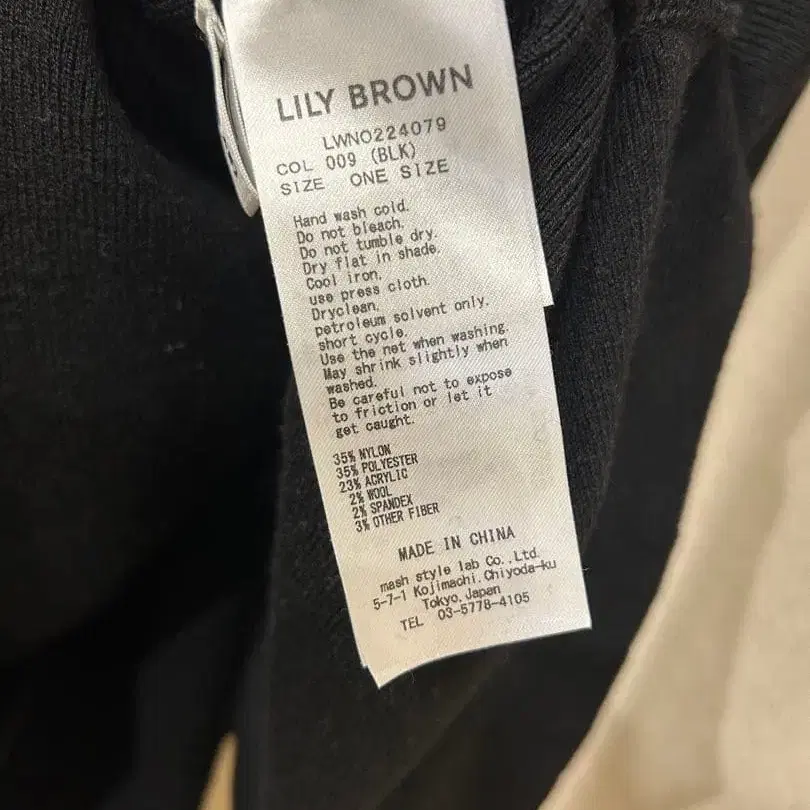 LILY BROWN
LWNO224079
COL 009 (BLK)
SIZE ONE SIZE
Hand wash cold.
Do not bleach.
Do not tumble dry.
Dry flat in shade.
Cool iron.
use press cloth.
Dryclean.
petroleum solvent only.
short cycle.
Use the net when washing.
May shrink slightly when
washed.
Be careful not to expose
to friction or let it
get caught.
35% NYLON
35% POLYESTER
23% ACRYLIC
2% WOOL
2% SPANDEX
3% OTHER FIBER
MADE IN CHINA
mash style lab Co.,Ltd.
5-7-1 Kojimachi.Chiyoda-ku
Tokyo.Japan
TEL 03-5778-4105